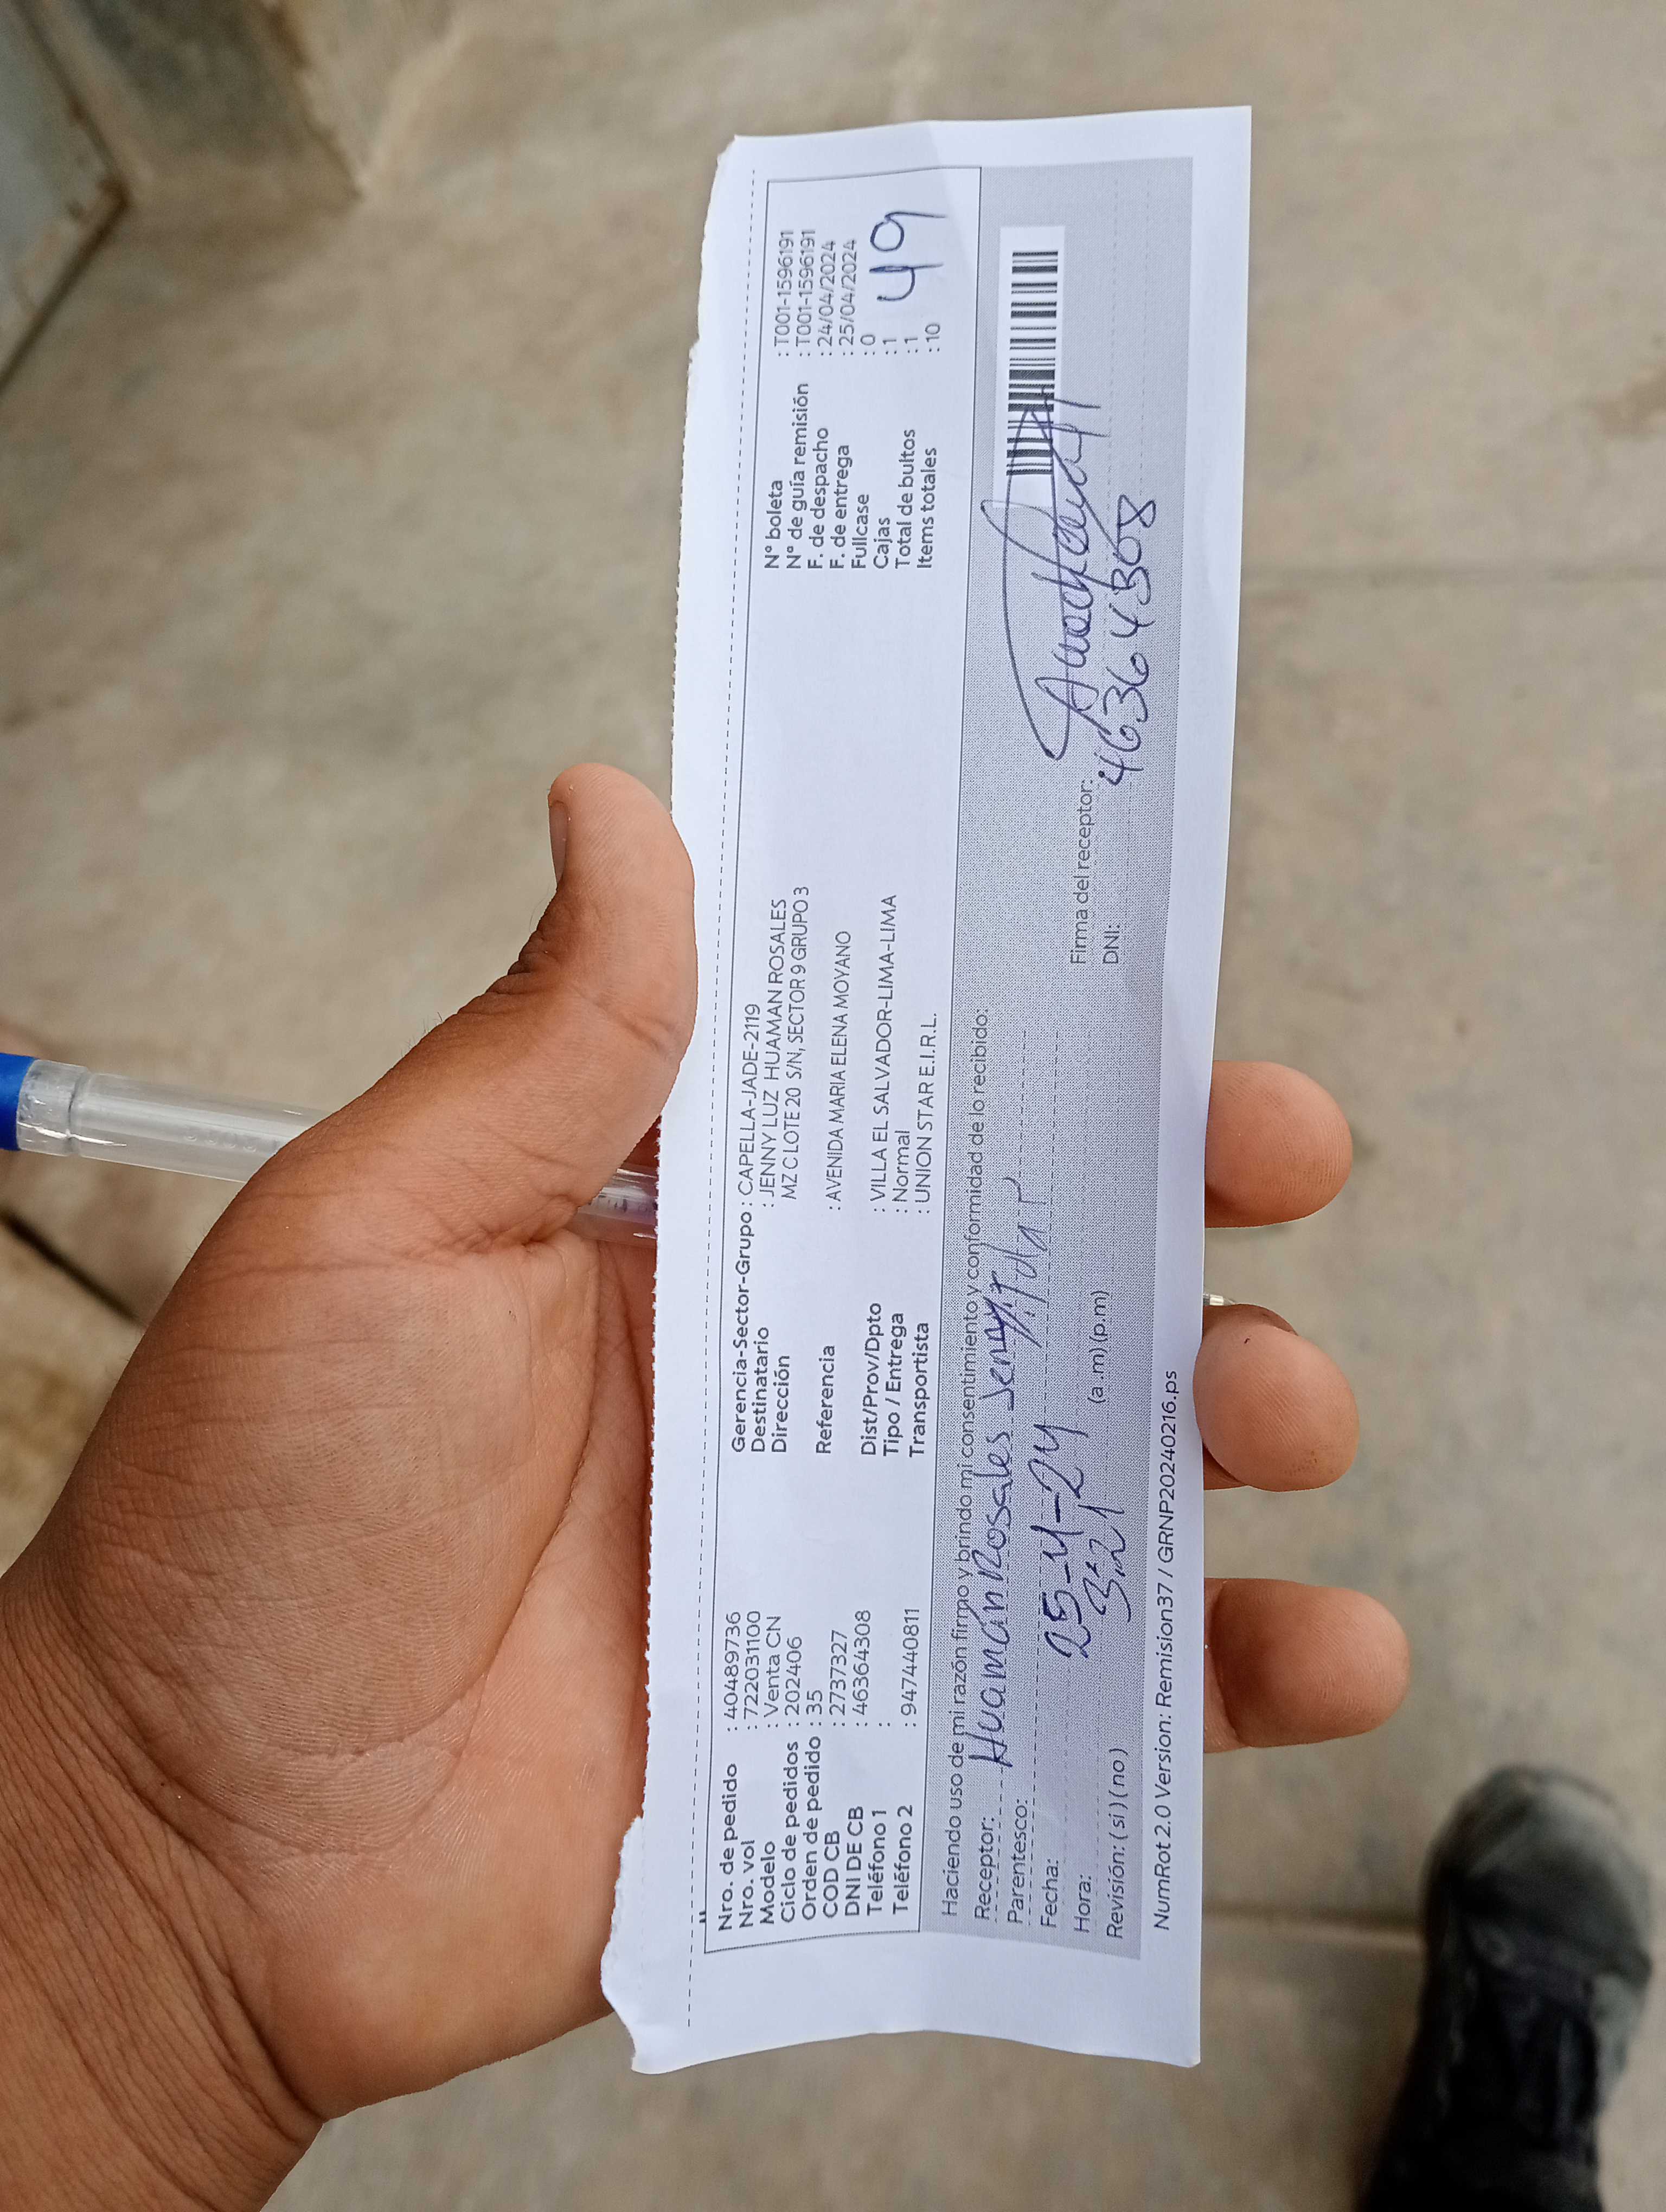 Nro. de pedido : 40489736
Nro. vol : 722031100
Modelo : Venta CN
Ciclo de pedidos : 202406
Orden de pedido : 35
COD CB : 2737327
DNI DE CB : 46364308
Teléfono 1 :
Teléfono 2 : 947440811
Gerencia-Sector-Grupo : CAPELLA-JADE-2119
Destinatario : JENNY LUZ HUAMAN ROSALES
Dirección MZ C LOTE 20 S/N, SECTOR 9 GRUPO 3
Referencia : AVENIDA MARIA ELENA MOYANO
Dist/Prov/Dpto : VILLA EL SALVADOR-LIMA-LIMA
Tipo / Entrega : Normal
Transportista : UNION STAR E.I.R.L.
N° boleta : T001-1596191
N° de guía remisión : T001-1596191
F. de despacho : 24/04/2024
F. de entrega : 25/04/2024
Fullcase : 0
Cajas : 1
Total de bultos : 1
Items totales : 10
49
Haciendo uso de mi razón firmo y brindo mi consentimiento y conformidad de lo recibido:
Receptor: Huamán Rosales Jenny
Parentesco:
Fecha: 25-4-24
Hora: 3:21 (a.m) (p.m)
Revisión: ( si ) ( no )
Firma del receptor:
DNI: 46364308
NumRot 2.0 Version: Remision37 / GRNP20240216.ps